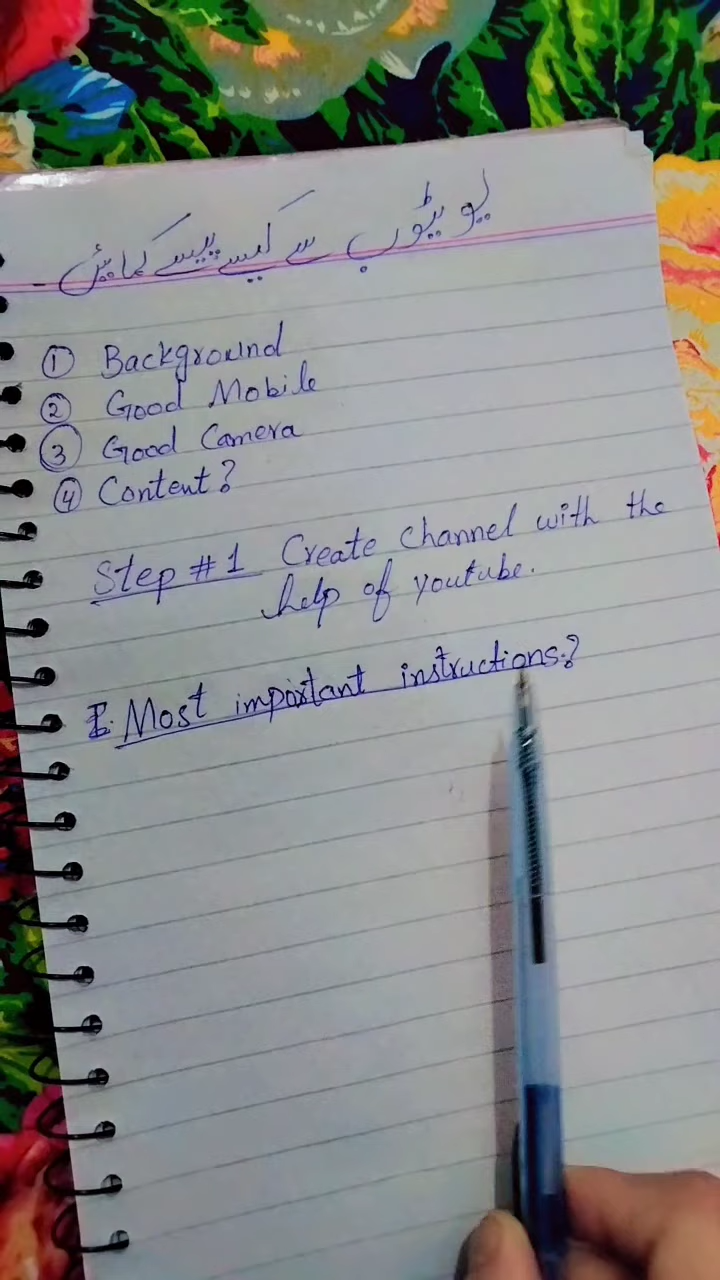 یوٹیوب سے کیسے پیسے کمایئں -
① Background
② Good Mobile
③ Good Camera
④ Content?
Step #1 Create Channel with the
help of youtube.
Most important instructions:?